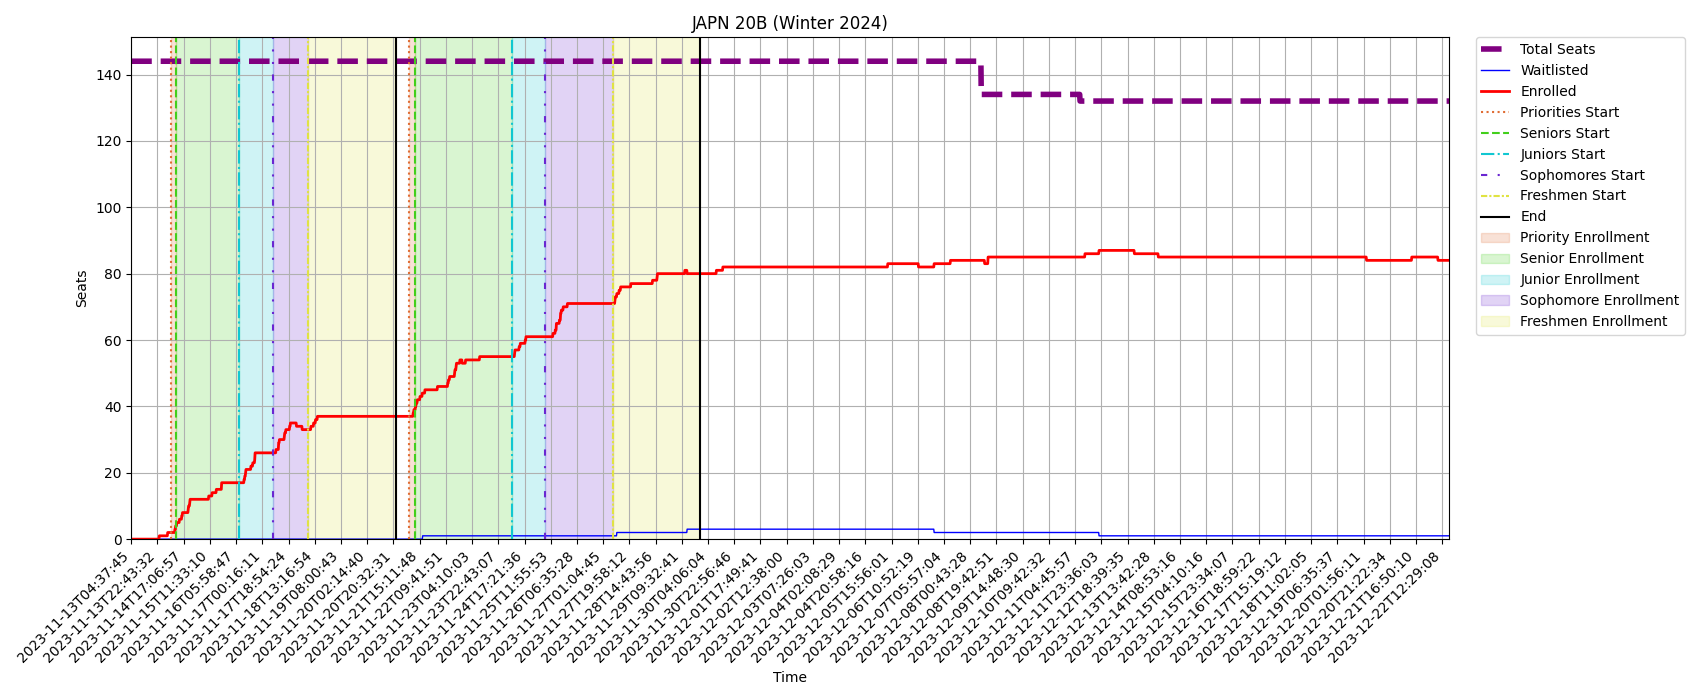 JAPN 20B (Winter 2024)
Seats
140
120
100
80
60
40
20
0
2023-11-13T04:37:45
2023-11-13T22:43:32
2023-11-14T17:06:57
2023-11-15T11:33:10
2023-11-16T05:58:47
2023-11-17T00:16:11
2023-11-17T18:54:24
2023-11-18T13:16:54
2023-11-19T08:00:43
2023-11-20T02:14:40
2023-11-20T20:32:31
2023-11-21T15:11:48
2023-11-22T09:41:51
2023-11-23T04:10:03
2023-11-23T22:43:07
2023-11-24T17:21:36
2023-11-25T11:55:53
2023-11-26T06:35:28
2023-11-27T01:04:45
2023-11-27T19:58:12
2023-11-28T14:43:56
2023-11-29T09:32:41
2023-11-30T04:06:04
2023-11-30T22:56:46
2023-12-01T17:49:41
2023-12-02T12:38:00
2023-12-03T07:26:03
2023-12-04T02:08:29
2023-12-04T20:58:16
2023-12-05T15:56:01
2023-12-06T10:52:19
2023-12-07T05:57:04
2023-12-08T00:43:28
2023-12-08T19:42:51
2023-12-09T14:48:30
2023-12-10T09:42:32
2023-12-11T04:45:57
2023-12-11T23:36:03
2023-12-12T18:39:35
2023-12-13T13:42:28
2023-12-14T08:53:16
2023-12-15T04:10:16
2023-12-15T23:34:07
2023-12-16T18:59:22
2023-12-17T15:19:12
2023-12-18T11:02:05
2023-12-19T06:35:37
2023-12-20T01:56:11
2023-12-20T21:22:34
2023-12-21T16:50:10
2023-12-22T12:29:08
Time
Total Seats
Waitlisted
Enrolled
Priorities Start
Seniors Start
Juniors Start
Sophomores Start
Freshmen Start
End
Priority Enrollment
Senior Enrollment
Junior Enrollment
Sophomore Enrollment
Freshmen Enrollment